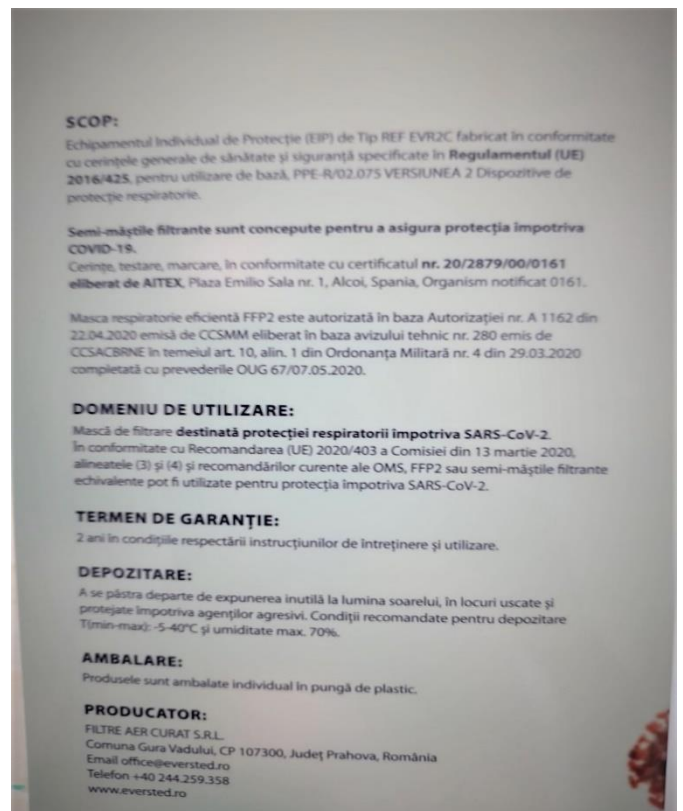 SCOP:
Echipamentul Individual de Protecție (EIP) de Tip REF EVR2C fabricat în conformitate
cu cerințele generale de sănătate și siguranță specificate în Regulamentul (UE)
2016/425, pentru utilizare de bază, PPE-R/02.075 VERSIUNEA 2 Dispozitive de
protecție respiratorie.
Semi-măștile filtrante sunt concepute pentru a asigura protecția împotriva
COVID-19.
Cerințe, testare, marcare, în conformitate cu certificatul nr. 20/2879/00/0161
eliberat de AITEX, Plaza Emilio Sala nr. 1, Alcoi, Spania, Organism notificat 0161.
Masca respiratorie eficientă FFP2 este autorizată în baza Autorizației nr. A 1162 din
22.04.2020 emisă de CCSMM eliberat în baza avizului tehnic nr. 280 emis de
CCSACBRNE în temeiul art. 10, alin. 1 din Ordonanța Militară nr. 4 din 29.03.2020
completată cu prevederile OUG 67/07.05.2020.
DOMENIU DE UTILIZARE:
Mască de filtrare destinată protecției respiratorii împotriva SARS-CoV-2.
În conformitate cu Recomandarea (UE) 2020/403 a Comisiei din 13 martie 2020,
alineatele (3) și (4) și recomandărilor curente ale OMS, FFP2 sau semi-măștile filtrante
echivalente pot fi utilizate pentru protecția împotriva SARS-CoV-2.
TERMEN DE GARANȚIE:
2 ani în condițiile respectării instrucțiunilor de întreținere și utilizare.
DEPOZITARE:
A se păstra departe de expunerea inutilă la lumina soarelui, în locuri uscate și
protejate împotriva agenților agresivi. Condiții recomandate pentru depozitare
T(min-max): -5-40°C și umiditate max. 70%.
AMBALARE:
Produsele sunt ambalate individual în pungă de plastic.
PRODUCATOR:
FILTRE AER CURAT S.R.L.
Comuna Gura Vadului, CP 107300, Județ Prahova, România
Email office@eversted.ro
Telefon +40 244.259.358
www.eversted.ro